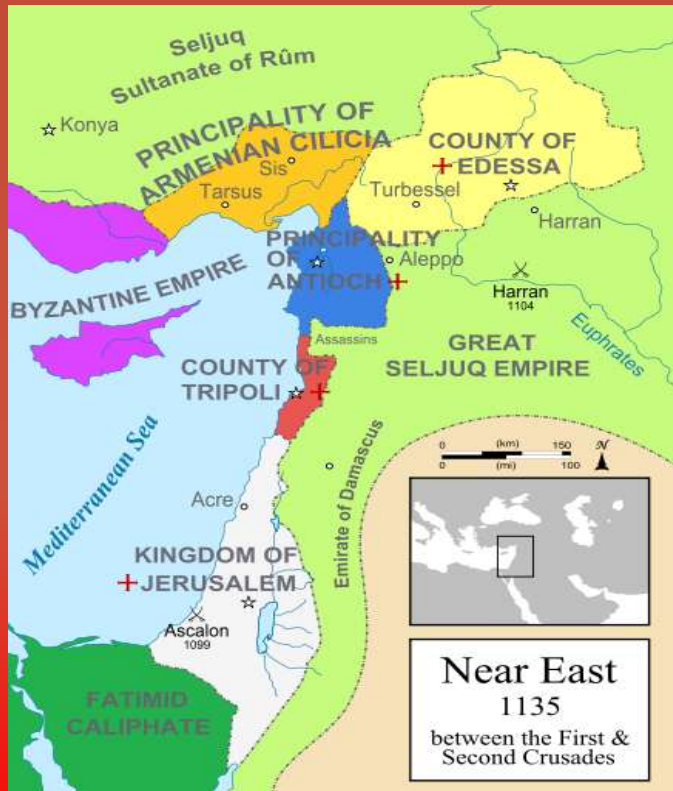 Seljuq
Sultanate of Rûm
Konya
PRINCIPALITY OF
ARMENIAN CILICIA
Sis
Tarsus
COUNTY OF
EDESSA
Turbessel
Harran
PRINCIPALITY
OF
ANTIOCH
Aleppo
Harran
1104
BYZANTINE EMPIRE
Euphrates
Assassins
GREAT
SELJUQ EMPIRE
COUNTY OF
TRIPOLI
Mediterranean Sea
Emirate of Damascus
0 (km) 150
0 (mi) 100
N
Acre
KINGDOM OF
JERUSALEM
Ascalon
1099
FATIMID
CALIPHATE
Near East
1135
between the First &
Second Crusades